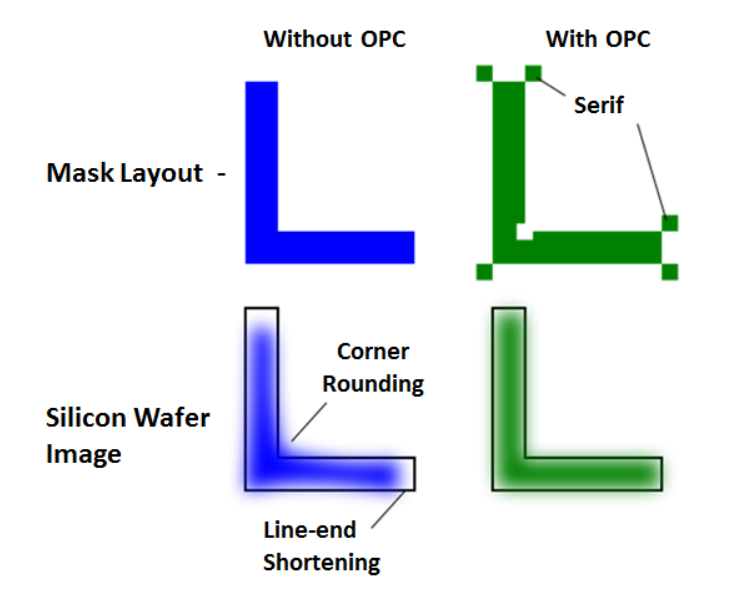 Without OPC
With OPC
Serif
Mask Layout -
Corner
Rounding
Silicon Wafer
Image
Line-end
Shortening